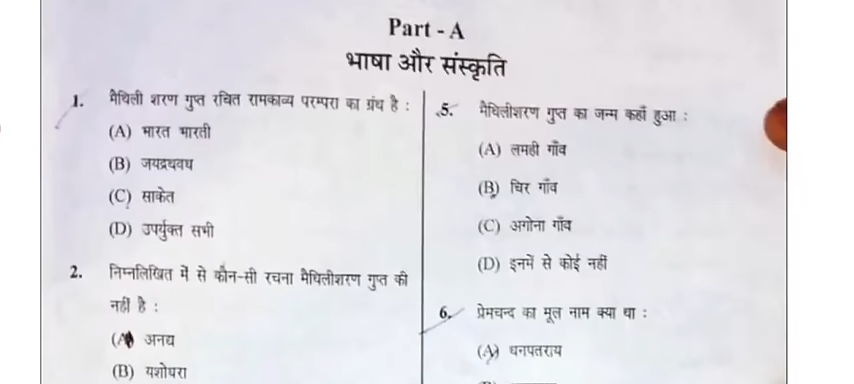 Part - A
भाषा और संस्कृति
1. मैथिली शरण गुप्त रचित रामकाव्य परम्परा का ग्रंथ है :
(A) भारत भारती
(B) जयद्रथवध
(C) साकेत
(D) उपर्युक्त सभी
2. निम्नलिखित में से कौन-सी रचना मैथिलीशरण गुप्त की
नहीं है :
(A) अनद्य
(B) यशोधरा
5. मैथिलीशरण गुप्त का जन्म कहाँ हुआ :
(A) लमही गाँव
(B) चिर गाँव
(C) अगोना गाँव
(D) इनमें से कोई नहीं
6. प्रेमचन्द का मूल नाम क्या था :
(A) धनपतराय